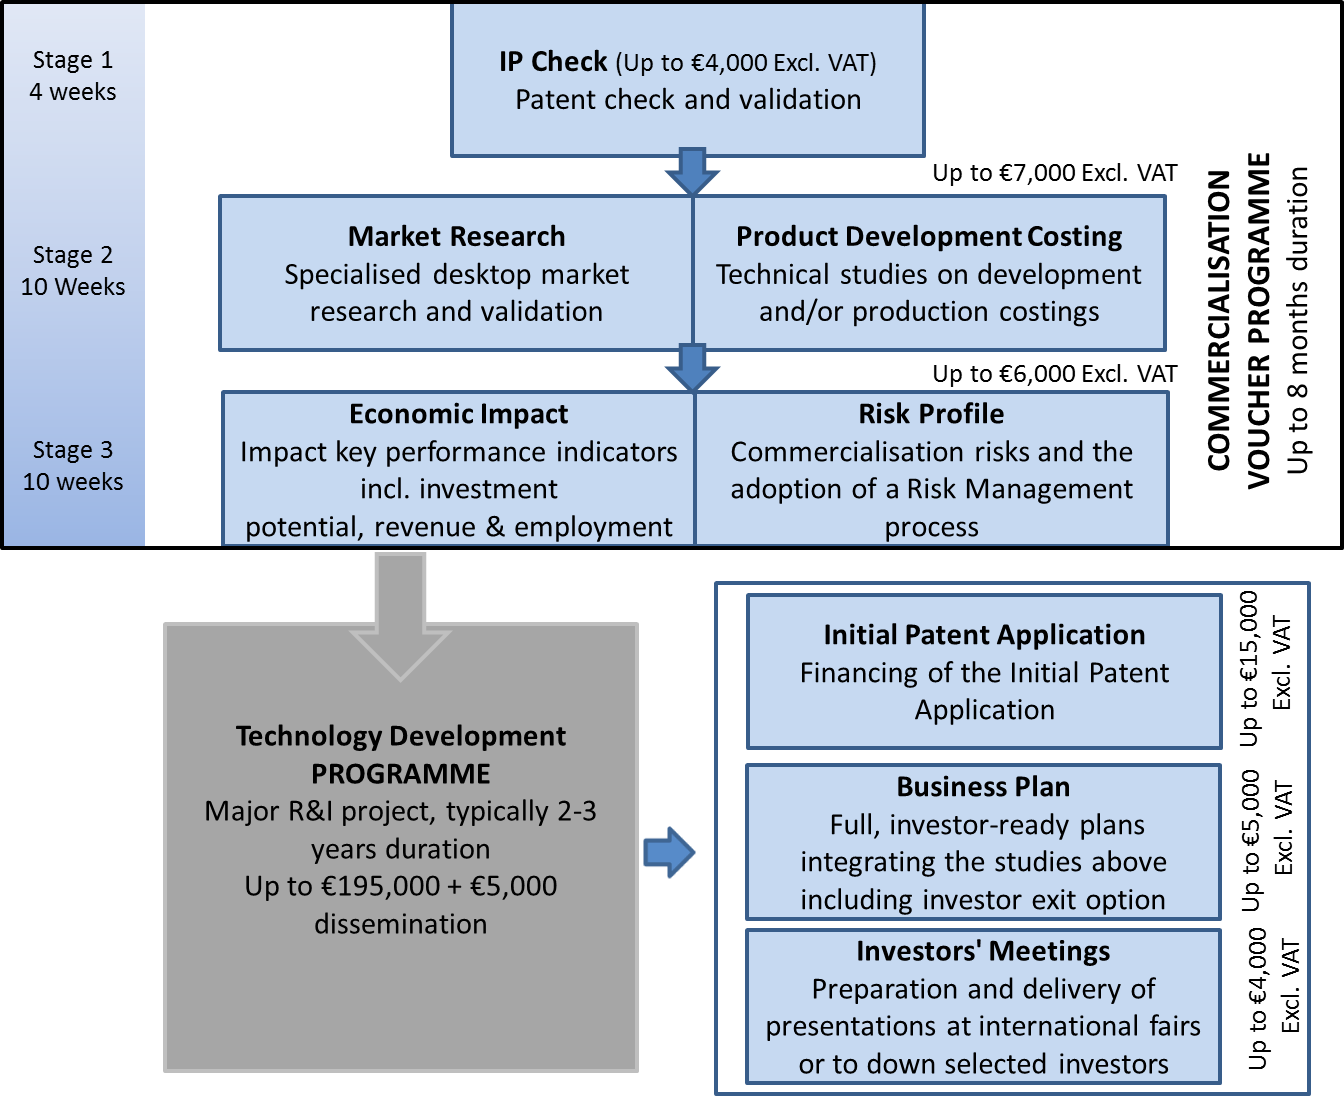 Stage 1
4 weeks
IP Check (Up to €4,000 Excl. VAT)
Patent check and validation
Up to €7,000 Excl. VAT
Stage 2
10 Weeks
Market Research
Specialised desktop market
research and validation
Product Development Costing
Technical studies on development
and/or production costings
Up to €6,000 Excl. VAT
Stage 3
10 weeks
Economic Impact
Impact key performance indicators
incl. investment
potential, revenue & employment
Risk Profile
Commercialisation risks and the
adoption of a Risk Management
process
COMMERCIALISATION
VOUCHER PROGRAMME
Up to 8 months duration
Technology Development
PROGRAMME
Major R&I project, typically 2-3
years duration
Up to €195,000 + €5,000
dissemination
Initial Patent Application
Financing of the Initial Patent
Application
Up to €15,000
Excl. VAT
Business Plan
Full, investor-ready plans
integrating the studies above
including investor exit option
Up to €5,000
Excl. VAT
Investors' Meetings
Preparation and delivery of
presentations at international fairs
or to down selected investors
Up to €4,000
Excl. VAT